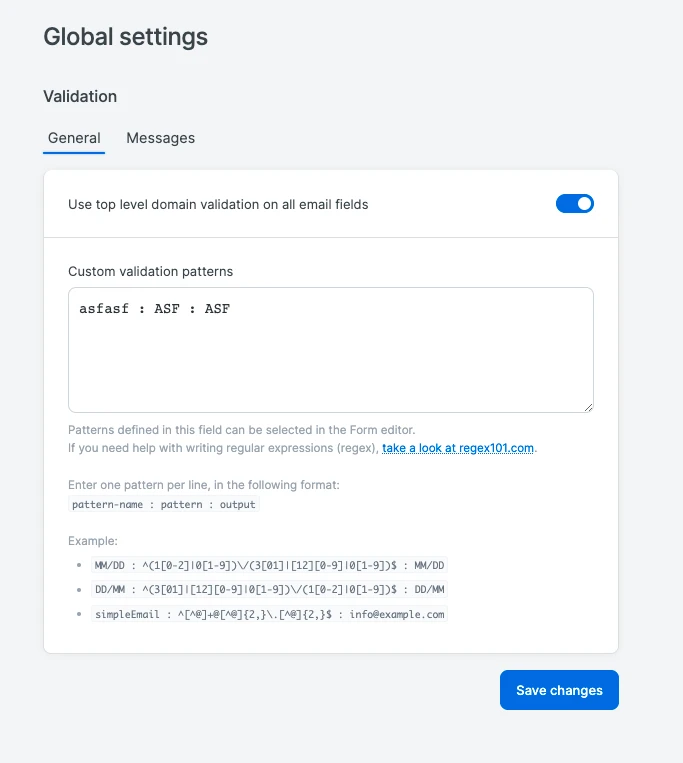 Global settings
Validation
General Messages
Use top level domain validation on all email fields
Custom validation patterns
asfasf : ASF : ASF
Patterns defined in this field can be selected in the Form editor.
If you need help with writing regular expressions (regex), take a look at regex101.com.
Enter one pattern per line, in the following format:
pattern-name : pattern : output
Example:
MM/DD : ^(1[0-2]|0[1-9])\/(3[01]|[12][0-9]|0[1-9])$ : MM/DD
DD/MM : ^(3[01]|[12][0-9]|0[1-9])\/(1[0-2]|0[1-9])$ : DD/MM
simpleEmail : ^[^@]+@[^@]{2,}\.[^@]{2,}$ : info@example.com
Save changes